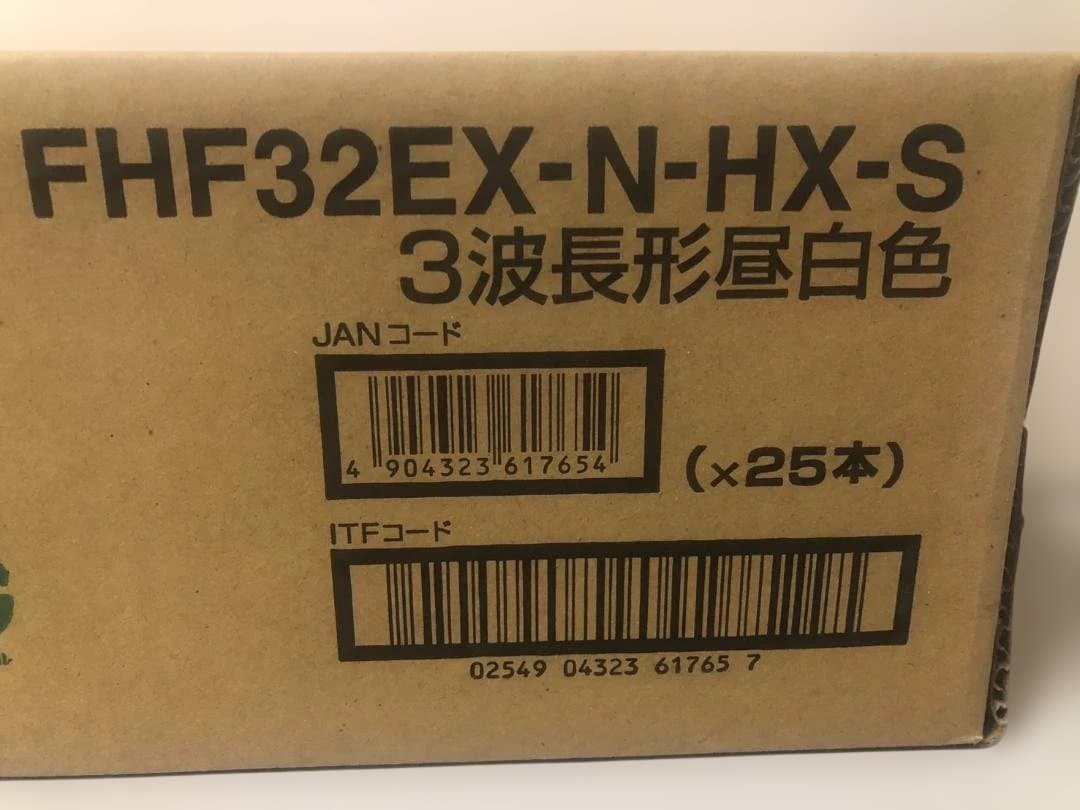 FHF32EX-N-HX-S
3波長形昼白色
JANコード
4 904323 617654
(×25本)
ITFコード
02549 04323 61765 7